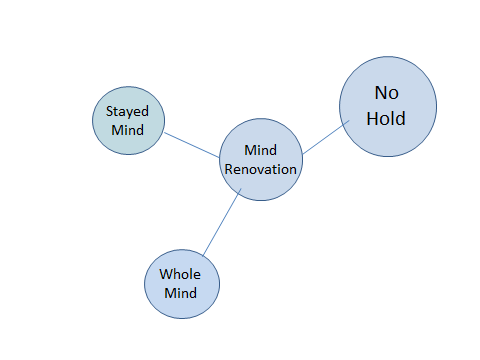 No
Hold
Stayed
Mind
Mind
Renovation
Whole
Mind